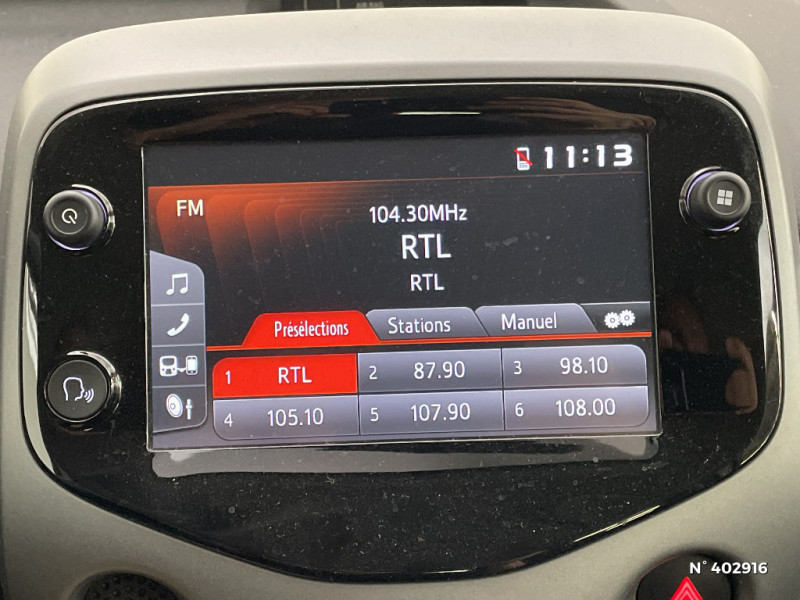 11:13
FM
104.30MHz
RTL
RTL
Présélections Stations Manuel
1 RTL 2 87.90 3 98.10
4 105.10 5 107.90 6 108.00
N° 402916